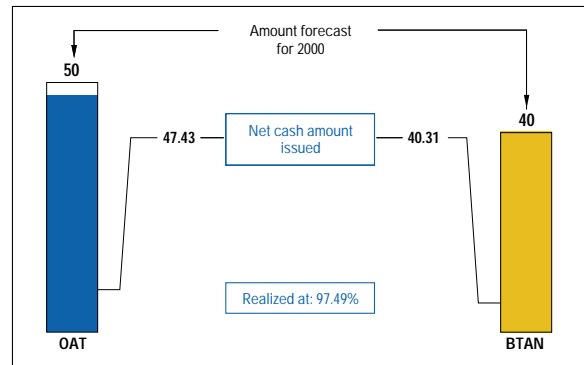 Amount forecast
for 2000
50
40
47.43
Net cash amount
issued
40.31
Realized at: 97.49%
OAT
BTAN